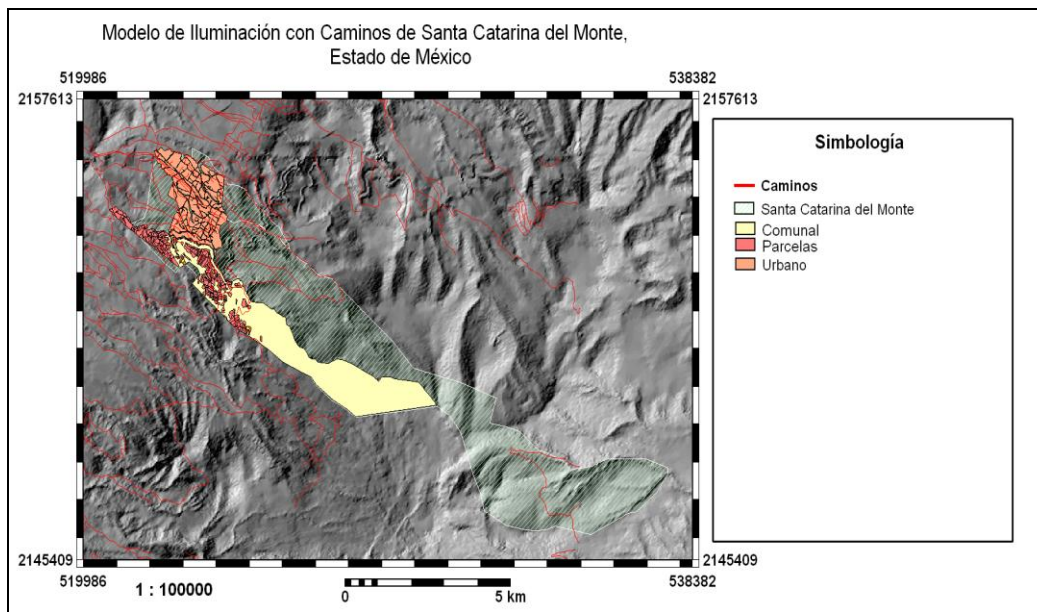 Modelo de Iluminación con Caminos de Santa Catarina del Monte,
Estado de México
519986
538382
2157613
2157613
Simbología
Caminos
Santa Catarina del Monte
Comunal
Parcelas
Urbano
2145409
2145409
519986
538382
1 : 100000
0
5 km